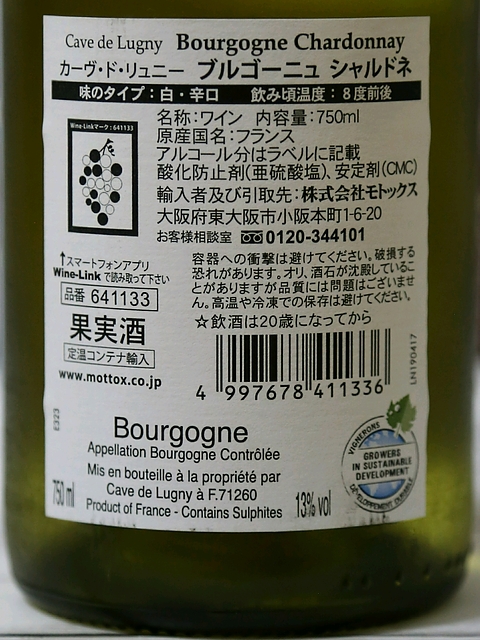 Cave de Lugny Bourgogne Chardonnay
カーヴ・ド・リュニー ブルゴーニュ シャルドネ
味のタイプ：白・辛口 飲み頃温度：8度前後
Wine-Linkマーク：641133
名称：ワイン 内容量：750ml
原産国名：フランス
アルコール分はラベルに記載
酸化防止剤(亜硫酸塩)、安定剤(CMC)
輸入者及び引取先：株式会社モトックス
大阪府東大阪市小阪本町1-6-20
お客様相談室 0120-344101
↑スマートフォンアプリ
Wine-Linkで読み取って下さい
品番 641133
果実酒
定温コンテナ輸入
www.mottox.co.jp
容器への衝撃は避けてください。破損する
恐れがあります。オリ、酒石が沈殿しているこ
とがありますが品質には問題はございませ
ん。高温や冷凍での保存は避けてください。
☆飲酒は20歳になってから
4 997678 411336
LN190417
E323
Bourgogne
Appellation Bourgogne Contrôlée
Mis en bouteille à la propriété par
Cave de Lugny à F.71260
Product of France - Contains Sulphites
750 ml
13% vol
VIGNERONS
GROWERS
IN SUSTAINABLE
DEVELOPMENT
DEVELOPPEMENT DURABLE